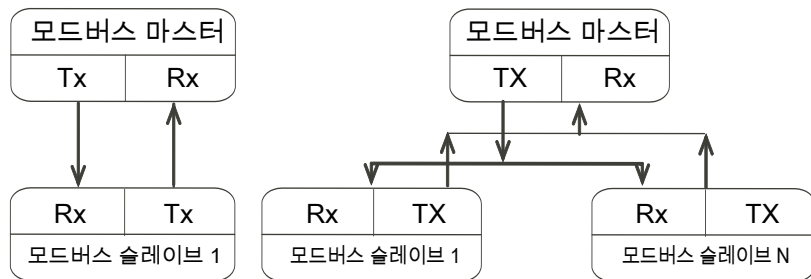 모드버스 마스터
Tx Rx
Rx Tx
모드버스 슬레이브 1
모드버스 마스터
TX Rx
Rx TX
모드버스 슬레이브 1
Rx TX
모드버스 슬레이브 N